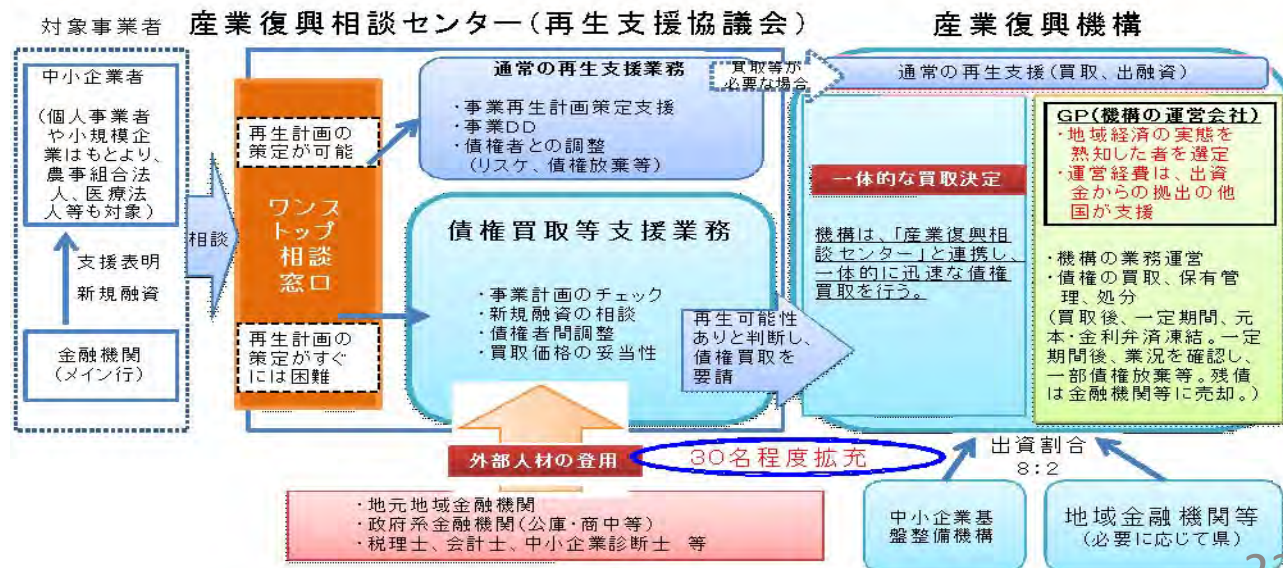 対象事業者
産業復興相談センター(再生支援協議会)
産業復興機構
中小企業者
(個人事業者
や小規模企
業はもとより、
農事組合法
人、医療法
人等も対象)
支援表明
新規融資
金融機関
(メイン行)
相談
再生計画の
策定が可能
ワンス
トップ
相談
窓口
再生計画の
策定がすぐ
には困難
通常の再生支援業務
・事業再生計画策定支援
・事業DD
・債権者との調整
(リスケ、債権放棄等)
買取等が
必要な場合
債権買取等支援業務
・事業計画のチェック
・新規融資の相談
・債権者間調整
・買取価格の妥当性
再生可能性
ありと判断し、
債権買取を
要請
外部人材の登用
30名程度拡充
・地元地域金融機関
・政府系金融機関(公庫・商中等)
・税理士、会計士、中小企業診断士 等
通常の再生支援(買取、出融資)
一体的な買取決定
機構は、「産業復興相
談センター」と連携し、
一体的に迅速な債権
買取を行う。
GP(機構の運営会社)
・地域経済の実態を
熟知した者を選定
・運営経費は、出資
金からの拠出の他
国が支援
・機構の業務運営
・債権の買取、保有管
理、処分
(買取後、一定期間、元
本・金利弁済凍結。一定
期間後、業況を確認し、
一部債権放棄等。残債
は金融機関等に売却。)
出資割合
8:2
中小企業基
盤整備機構
地域金融機関等
(必要に応じて県)